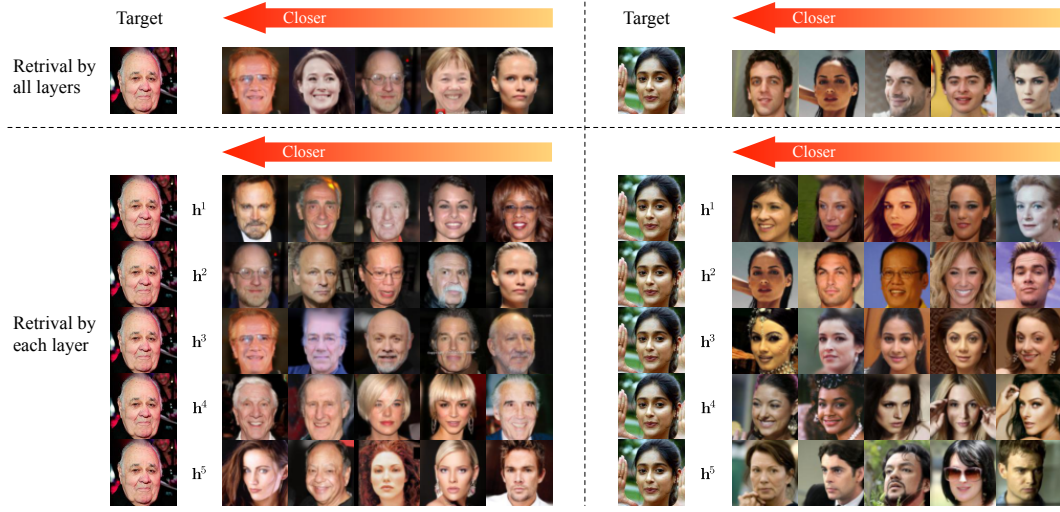 Target
Closer
Target
Closer
Retrival by
all layers
Closer
Closer
h¹
h¹
h²
h²
Retrival by
each layer
h³
h³
h⁴
h⁴
h⁵
h⁵